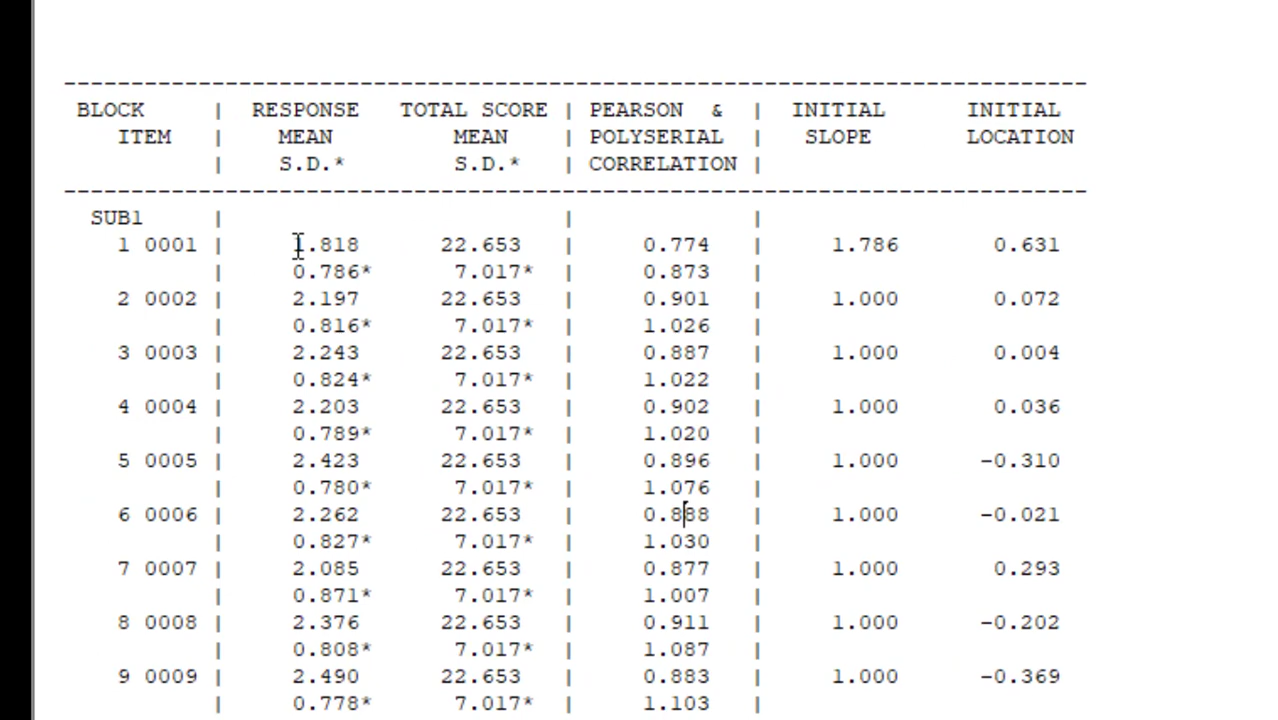 -----------------------------------------------------------------------------
BLOCK | RESPONSE TOTAL SCORE | PEARSON & | INITIAL INITIAL
ITEM | MEAN MEAN | POLYSERIAL | SLOPE LOCATION
| S.D.* S.D.* | CORRELATION |
-----------------------------------------------------------------------------
SUB1 | | |
1 0001 | 1.818 22.653 | 0.774 | 1.786 0.631
| 0.786* 7.017* | 0.873 |
2 0002 | 2.197 22.653 | 0.901 | 1.000 0.072
| 0.816* 7.017* | 1.026 |
3 0003 | 2.243 22.653 | 0.887 | 1.000 0.004
| 0.824* 7.017* | 1.022 |
4 0004 | 2.203 22.653 | 0.902 | 1.000 0.036
| 0.789* 7.017* | 1.020 |
5 0005 | 2.423 22.653 | 0.896 | 1.000 -0.310
| 0.780* 7.017* | 1.076 |
6 0006 | 2.262 22.653 | 0.888 | 1.000 -0.021
| 0.827* 7.017* | 1.030 |
7 0007 | 2.085 22.653 | 0.877 | 1.000 0.293
| 0.871* 7.017* | 1.007 |
8 0008 | 2.376 22.653 | 0.911 | 1.000 -0.202
| 0.808* 7.017* | 1.087 |
9 0009 | 2.490 22.653 | 0.883 | 1.000 -0.369
| 0.778* 7.017* | 1.103 |